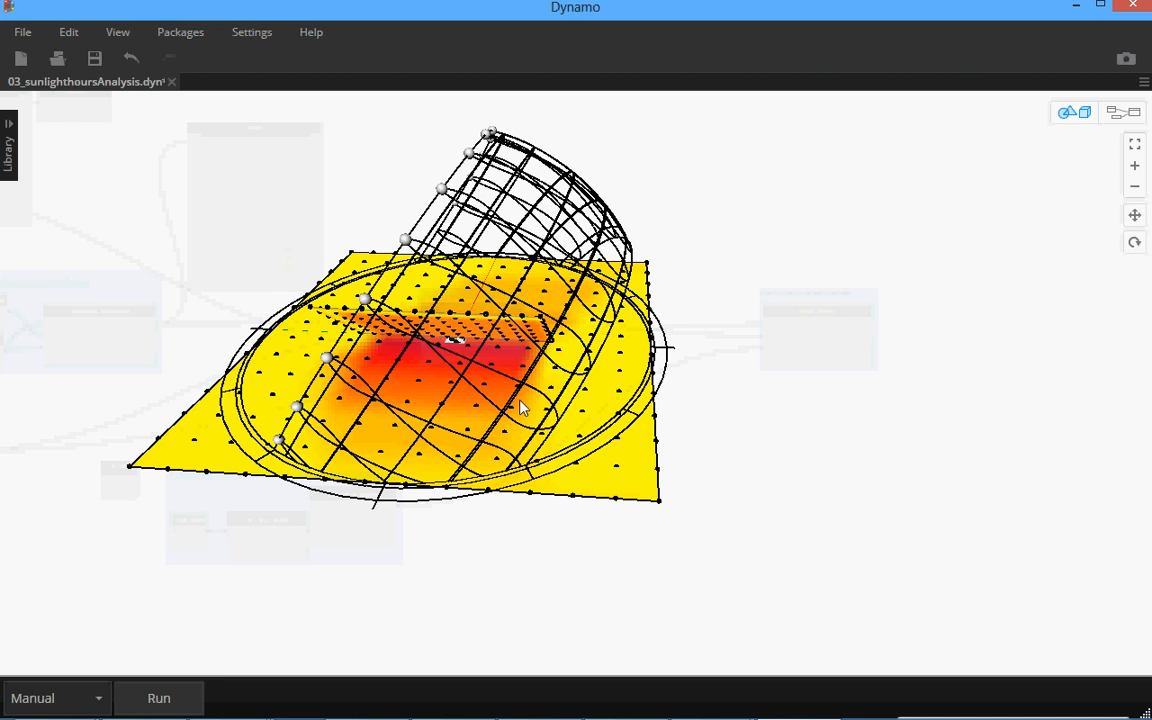 Dynamo
File Edit View Packages Settings Help
03_sunlighthoursAnalysis.dyn*
Library
Manual Run